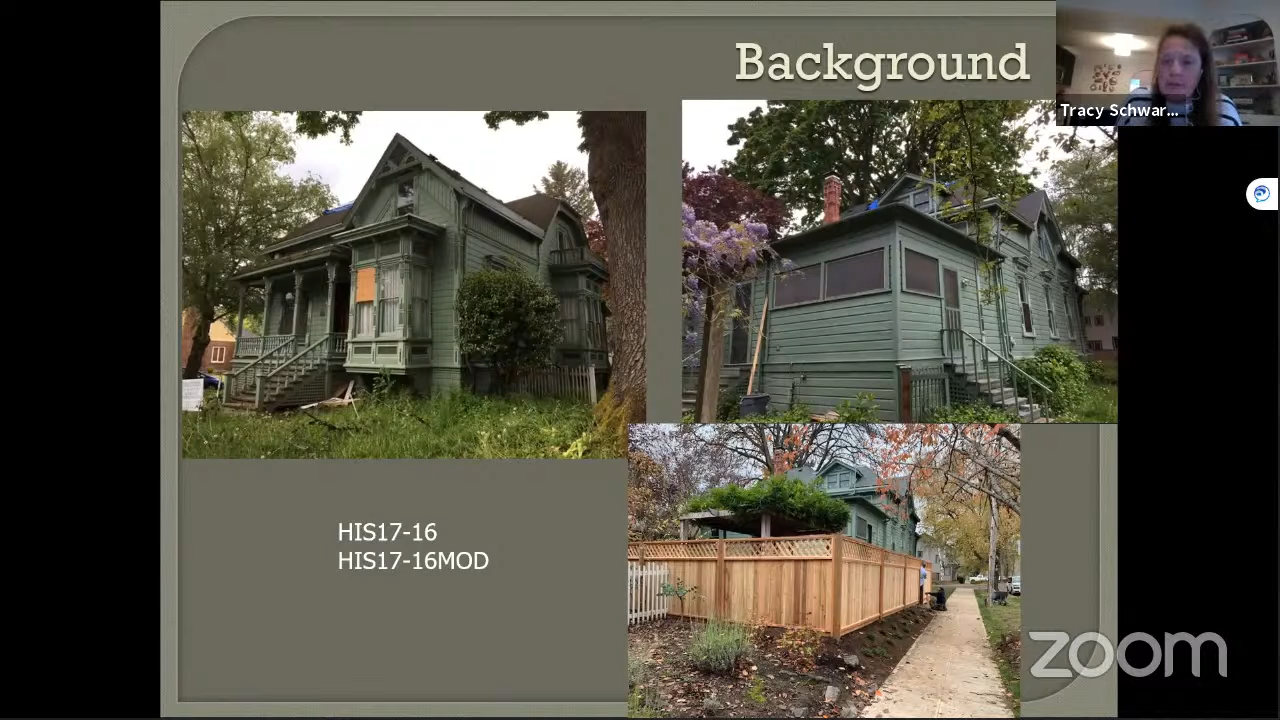 Background
Tracy Schwar...
HIS17-16
HIS17-16MOD
zoom